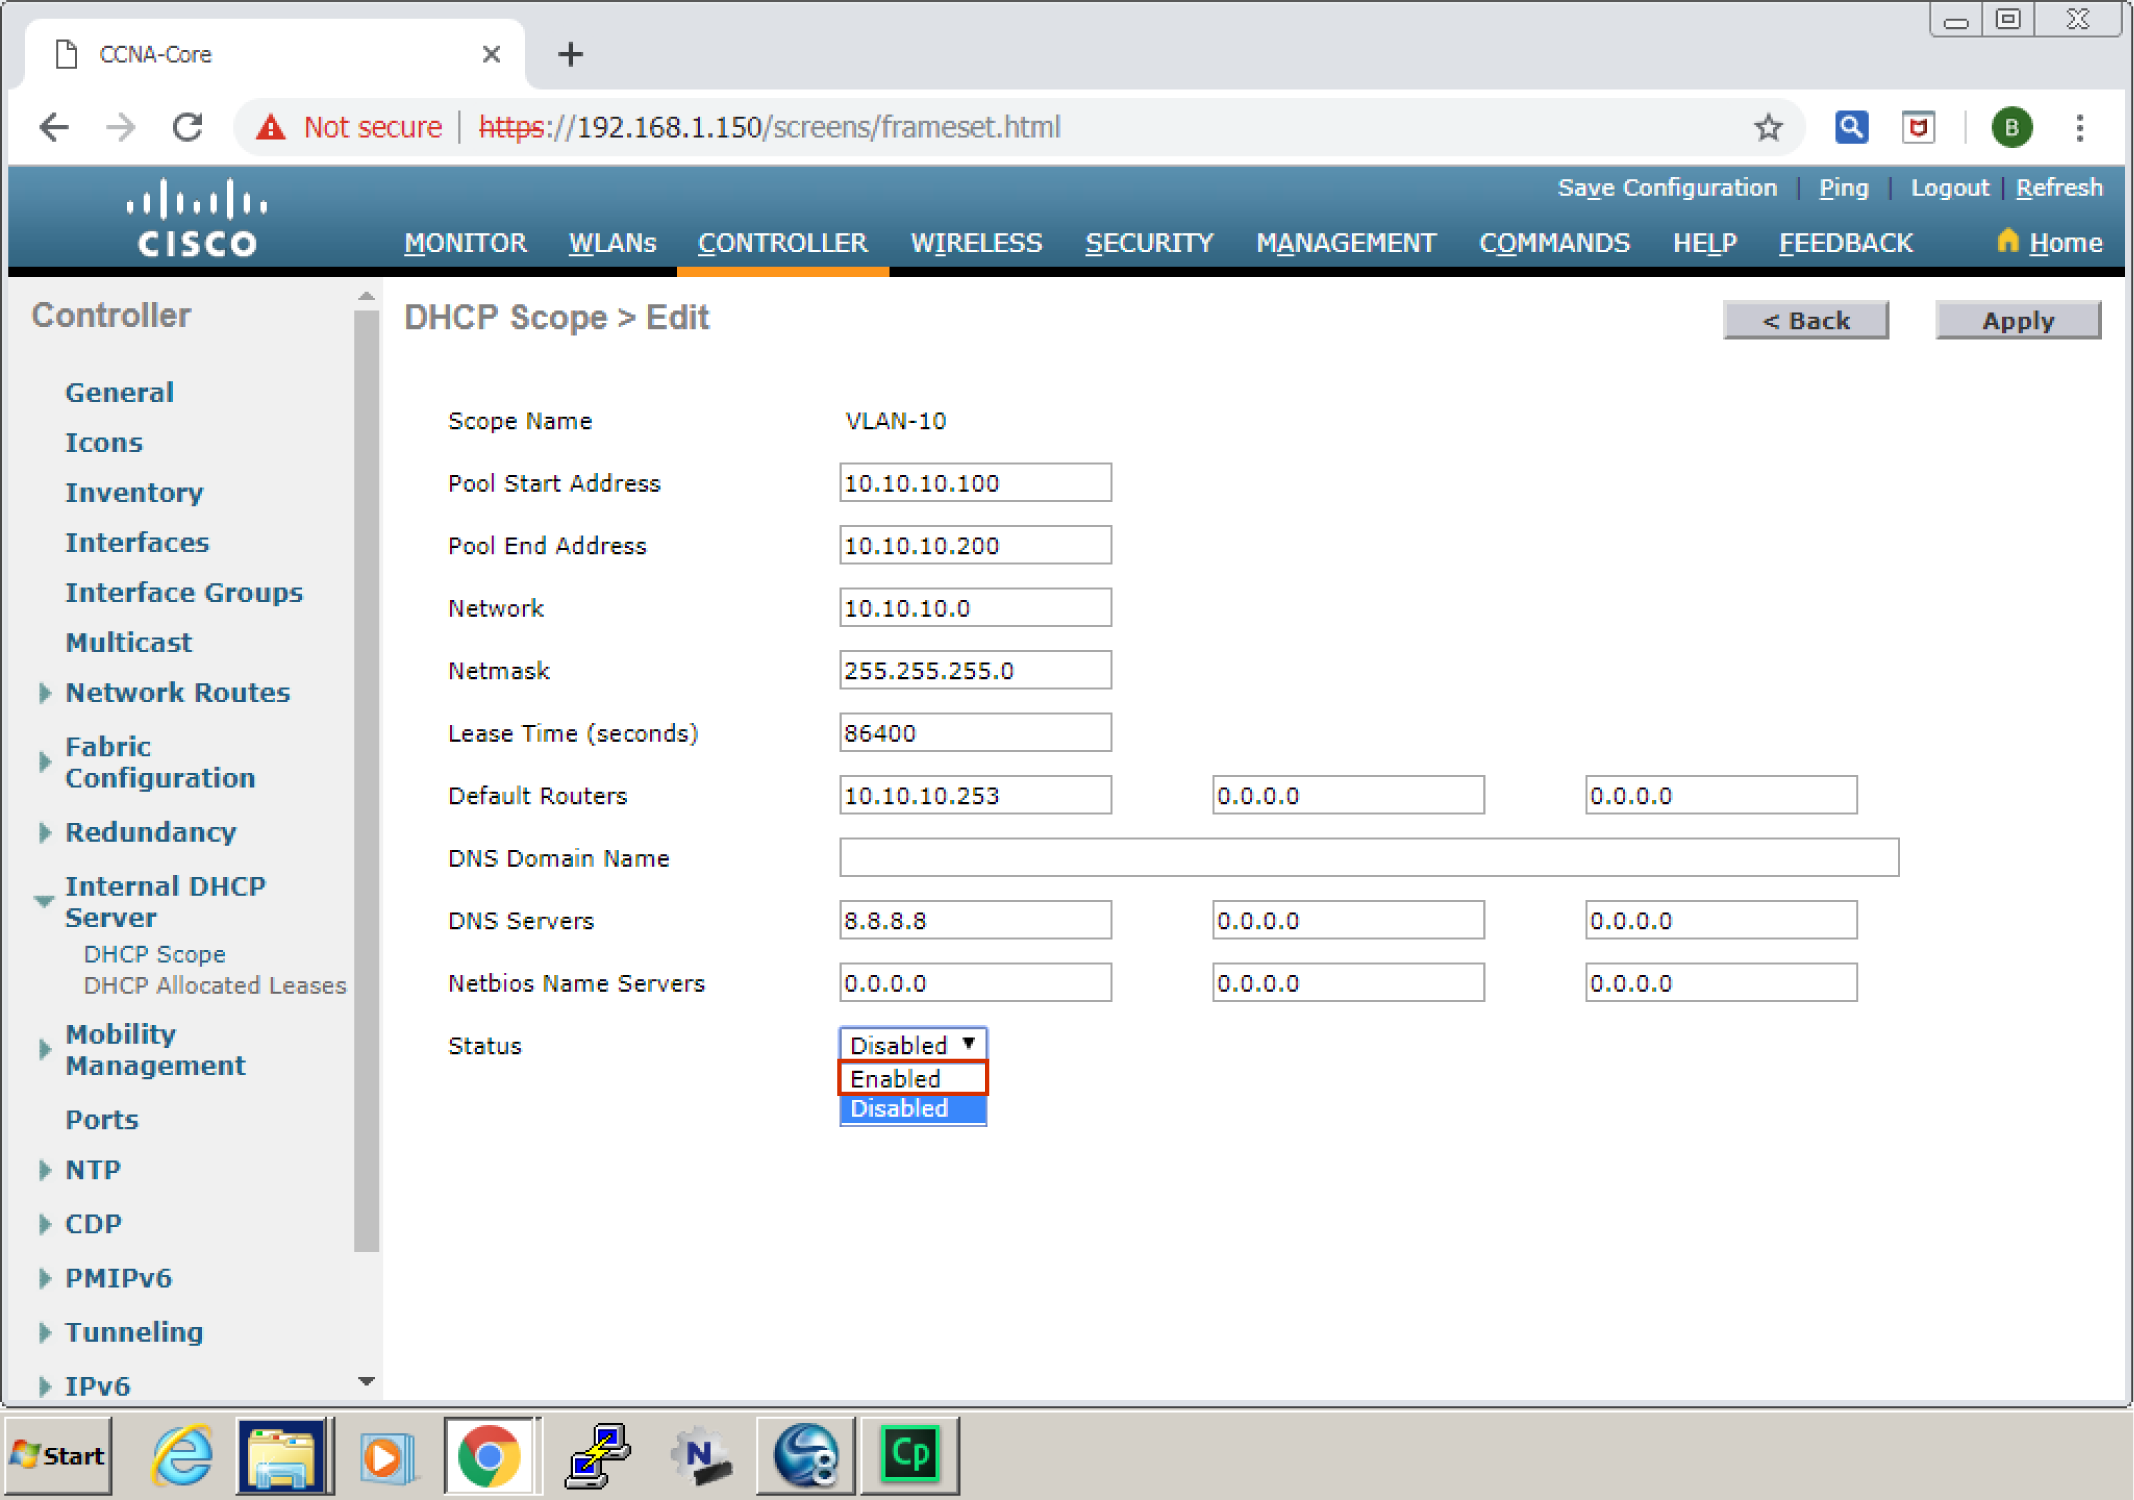 CCNA-Core
Not secure | https://192.168.1.150/screens/frameset.html
B
Save Configuration | Ping | Logout | Refresh
CISCO
MONITOR WLANs CONTROLLER WIRELESS SECURITY MANAGEMENT COMMANDS HELP FEEDBACK Home
Controller
General
Icons
Inventory
Interfaces
Interface Groups
Multicast
Network Routes
Fabric
Configuration
Redundancy
Internal DHCP
Server
DHCP Scope
DHCP Allocated Leases
Mobility
Management
Ports
NTP
CDP
PMIPv6
Tunneling
IPv6
DHCP Scope > Edit
< Back
Apply
Scope Name VLAN-10
Pool Start Address 10.10.10.100
Pool End Address 10.10.10.200
Network 10.10.10.0
Netmask 255.255.255.0
Lease Time (seconds) 86400
Default Routers 10.10.10.253 0.0.0.0 0.0.0.0
DNS Domain Name
DNS Servers 8.8.8.8 0.0.0.0 0.0.0.0
Netbios Name Servers 0.0.0.0 0.0.0.0 0.0.0.0
Status Disabled
Enabled
Disabled
Start
N
8
Cp